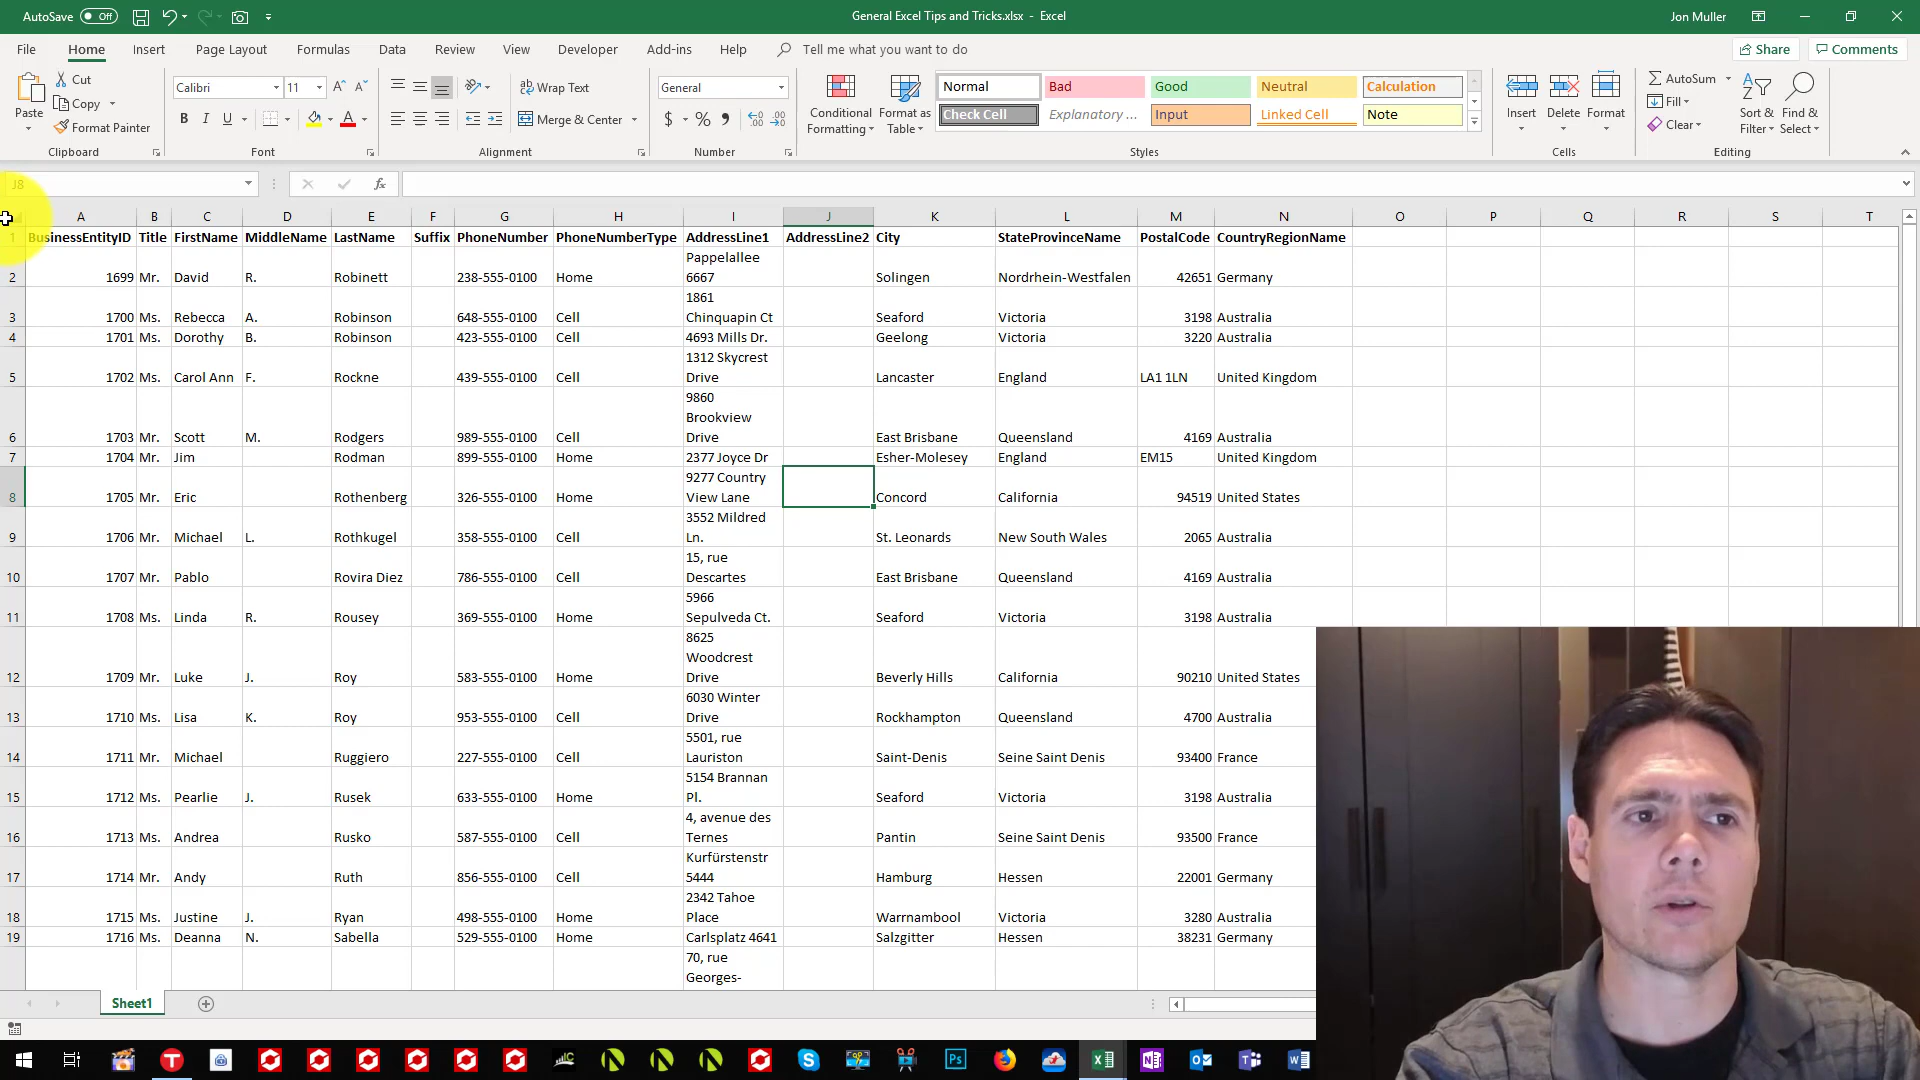 AutoSave Off General Excel Tips and Tricks.xlsx - Excel Jon Muller
File Home Insert Page Layout Formulas Data Review View Developer Add-ins Help Tell me what you want to do Share Comments
Paste Cut Copy Format Painter Clipboard
Calibri 11 B I U A Font
Wrap Text Merge & Center Alignment
General $ % Number
Conditional Formatting Format as Table
Normal Bad Good Neutral Calculation
Check Cell Explanatory ... Input Linked Cell Note
Styles
Insert Delete Format Cells
AutoSum Fill Clear Sort & Filter Find & Select Editing
J8 fx
A B C D E F G H I J K L M N O P Q R S T
1 BusinessEntityID Title FirstName MiddleName LastName Suffix PhoneNumber PhoneNumberType AddressLine1 AddressLine2 City StateProvinceName PostalCode CountryRegionName
2 1699 Mr. David R. Robinett 238-555-0100 Home Pappelallee 6667 Solingen Nordrhein-Westfalen 42651 Germany
3 1700 Ms. Rebecca A. Robinson 648-555-0100 Cell 1861 Chinquapin Ct Seaford Victoria 3198 Australia
4 1701 Ms. Dorothy B. Robinson 423-555-0100 Cell 4693 Mills Dr. Geelong Victoria 3220 Australia
5 1702 Ms. Carol Ann F. Rockne 439-555-0100 Cell 1312 Skycrest Drive Lancaster England LA1 1LN United Kingdom
6 1703 Mr. Scott M. Rodgers 989-555-0100 Cell 9860 Brookview Drive East Brisbane Queensland 4169 Australia
7 1704 Mr. Jim Rodman 899-555-0100 Home 2377 Joyce Dr Esher-Molesey England EM15 United Kingdom
8 1705 Mr. Eric Rothenberg 326-555-0100 Home 9277 Country View Lane Concord California 94519 United States
9 1706 Mr. Michael L. Rothkugel 358-555-0100 Cell 3552 Mildred Ln. St. Leonards New South Wales 2065 Australia
10 1707 Mr. Pablo Rovira Diez 786-555-0100 Cell 15, rue Descartes East Brisbane Queensland 4169 Australia
11 1708 Ms. Linda R. Rousey 369-555-0100 Home 5966 Sepulveda Ct. Seaford Victoria 3198 Australia
12 1709 Mr. Luke J. Roy 583-555-0100 Home 8625 Woodcrest Drive Beverly Hills California 90210 United States
13 1710 Ms. Lisa K. Roy 953-555-0100 Cell 6030 Winter Drive Rockhampton Queensland 4700 Australia
14 1711 Mr. Michael Ruggiero 227-555-0100 Cell 5501, rue Lauriston Saint-Denis Seine Saint Denis 93400 France
15 1712 Ms. Pearlie J. Rusek 633-555-0100 Home 5154 Brannan Pl. Seaford Victoria 3198 Australia
16 1713 Ms. Andrea Rusko 587-555-0100 Cell 4, avenue des Ternes Pantin Seine Saint Denis 93500 France
17 1714 Mr. Andy Ruth 856-555-0100 Cell Kurfürstenstr 5444 Hamburg Hessen 22001 Germany
18 1715 Ms. Justine J. Ryan 498-555-0100 Home 2342 Tahoe Place Warrnambool Victoria 3280 Australia
19 1716 Ms. Deanna N. Sabella 529-555-0100 Home Carlsplatz 4641 Salzgitter Hessen 38231 Germany
70, rue Georges-
Sheet1